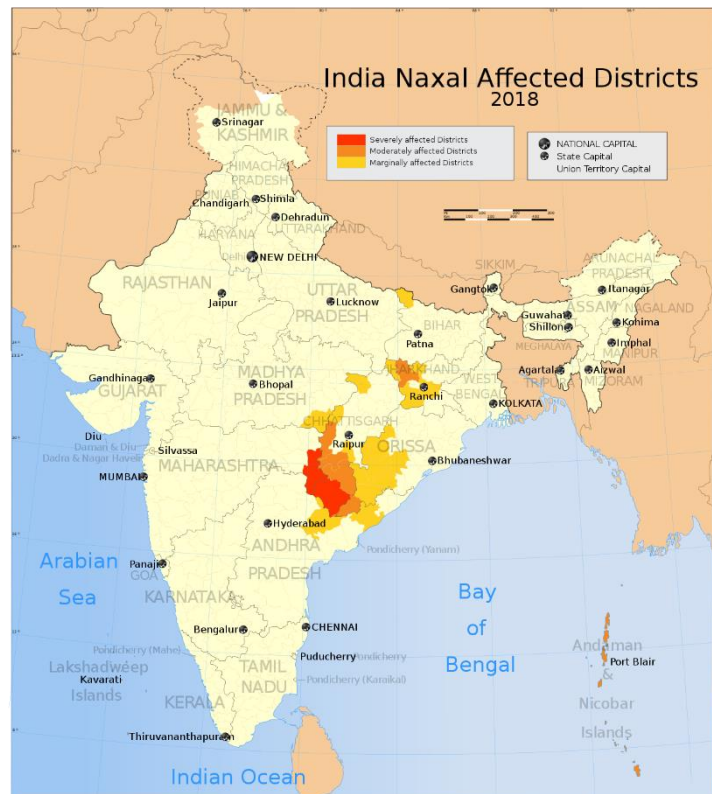 India Naxal Affected Districts
2018
Severely affected Districts
Moderately affected Districts
Marginally affected Districts
NATIONAL CAPITAL
State Capital
Union Territory Capital
JAMMU &
KASHMIR
Srinagar
HIMACHAL
PRADESH
PUNJAB
Shimla
Chandigarh
Dehradun
UTTARAKHAND
HARYANA
Delhi
NEW DELHI
RAJASTHAN
Jaipur
UTTAR
PRADESH
Lucknow
SIKKIM
Gangtok
ARUNACHAL
PRADESH
Itanagar
ASSAM
NAGALAND
Guwahati
Shillong
Kohima
MEGHALAYA
Imphal
MANIPUR
BIHAR
Patna
Agartala
TRIPURA
Aizwal
MIZORAM
JHARKHAND
Ranchi
WEST
BENGAL
KOLKATA
Gandhinagar
GUJARAT
MADHYA
PRADESH
Bhopal
CHHATTISGARH
Raipur
ORISSA
Bhubaneshwar
Diu
Daman & Diu
Dadra & Nagar Haveli
Silvassa
MAHARASHTRA
MUMBAI
Hyderabad
ANDHRA
PRADESH
Pondicherry (Yanam)
Arabian
Sea
Panaji
GOA
KARNATAKA
Bengalur
CHENNAI
Bay
of
Bengal
Pondicherry (Mahe)
Puducherry
Pondicherry
Lakshadweep
Islands
Kavarati
TAMIL
NADU
Pondicherry (Karaikal)
KERALA
Thiruvananthapuram
Andaman
&
Nicobar
Islands
Port Blair
Indian Ocean